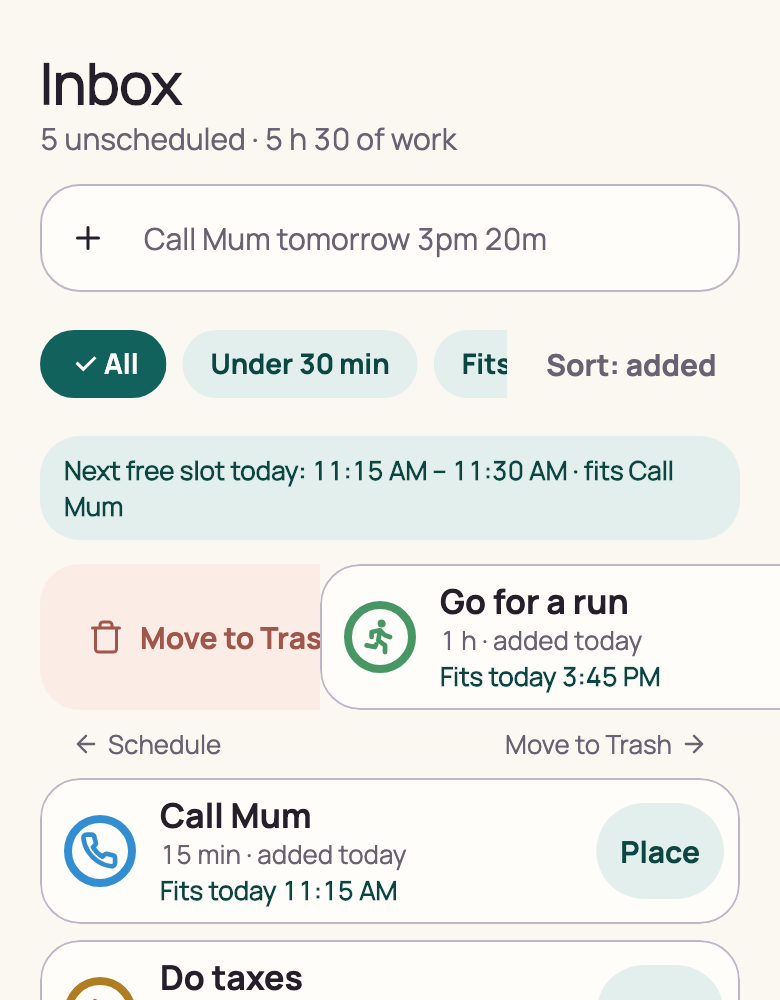 Inbox
5 unscheduled · 5 h 30 of work
Call Mum tomorrow 3pm 20m
All
Under 30 min
Fits
Sort: added
Next free slot today: 11:15 AM – 11:30 AM · fits Call
Mum
Move to Tras
Go for a run
1 h · added today
Fits today 3:45 PM
Schedule
Move to Trash
Call Mum
15 min · added today
Fits today 11:15 AM
Place
Do taxes